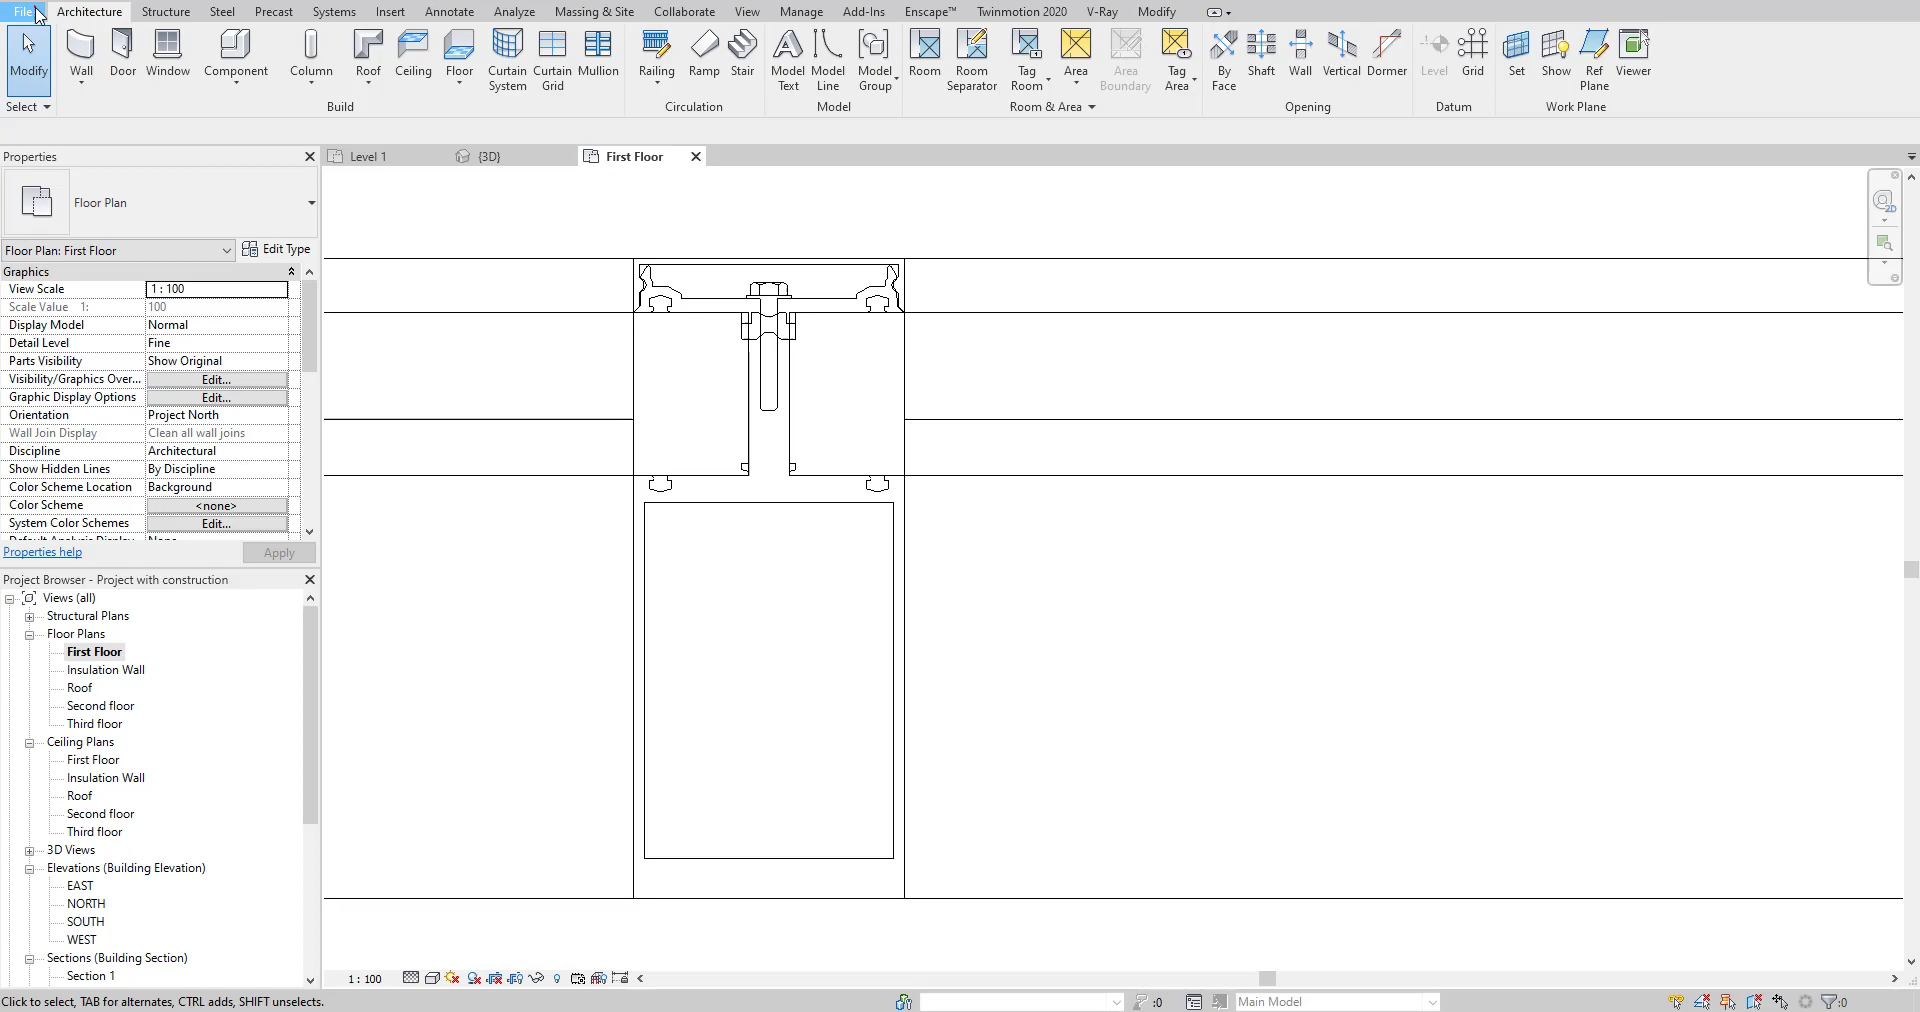 File Architecture Structure Steel Precast Systems Insert Annotate Analyze Massing & Site Collaborate View Manage Add-Ins Enscape™ Twinmotion 2020 V-Ray Modify
Modify Wall Door Window Component Column Roof Ceiling Floor Curtain System Curtain Grid Mullion Railing Ramp Stair Model Text Model Line Model Group Room Room Separator Tag Room Area Area Boundary Tag Area By Face Shaft Wall Vertical Dormer Level Grid Set Show Ref Plane Viewer
Select Build Circulation Model Room & Area Opening Datum Work Plane
Properties
Level 1 {3D} First Floor
Floor Plan
Floor Plan: First Floor Edit Type
Graphics
View Scale 1 : 100
Scale Value 1: 100
Display Model Normal
Detail Level Fine
Parts Visibility Show Original
Visibility/Graphics Over... Edit...
Graphic Display Options Edit...
Orientation Project North
Wall Join Display Clean all wall joins
Discipline Architectural
Show Hidden Lines By Discipline
Color Scheme Location Background
Color Scheme <none>
System Color Schemes Edit...
Properties help Apply
Project Browser - Project with construction
Views (all)
Structural Plans
Floor Plans
First Floor
Insulation Wall
Roof
Second floor
Third floor
Ceiling Plans
First Floor
Insulation Wall
Roof
Second floor
Third floor
3D Views
Elevations (Building Elevation)
EAST
NORTH
SOUTH
WEST
Sections (Building Section)
Section 1
2D
1 : 100
Click to select, TAB for alternates, CTRL adds, SHIFT unselects.
:0 Main Model :0